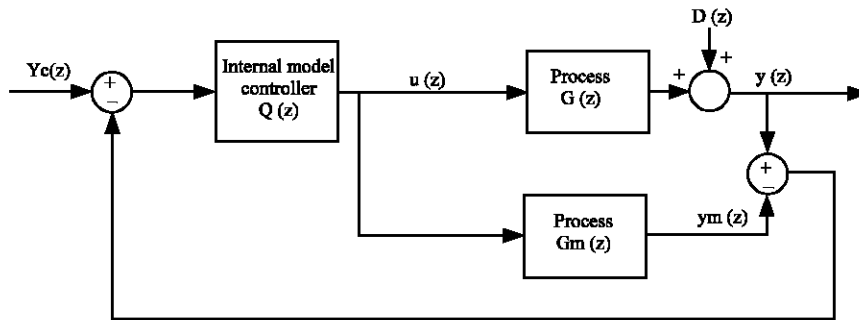 D (z)
Yc(z)
+
−
Internal model
controller
Q (z)
u (z)
Process
G (z)
+
+
y (z)
+
−
Process
Gm (z)
ym (z)